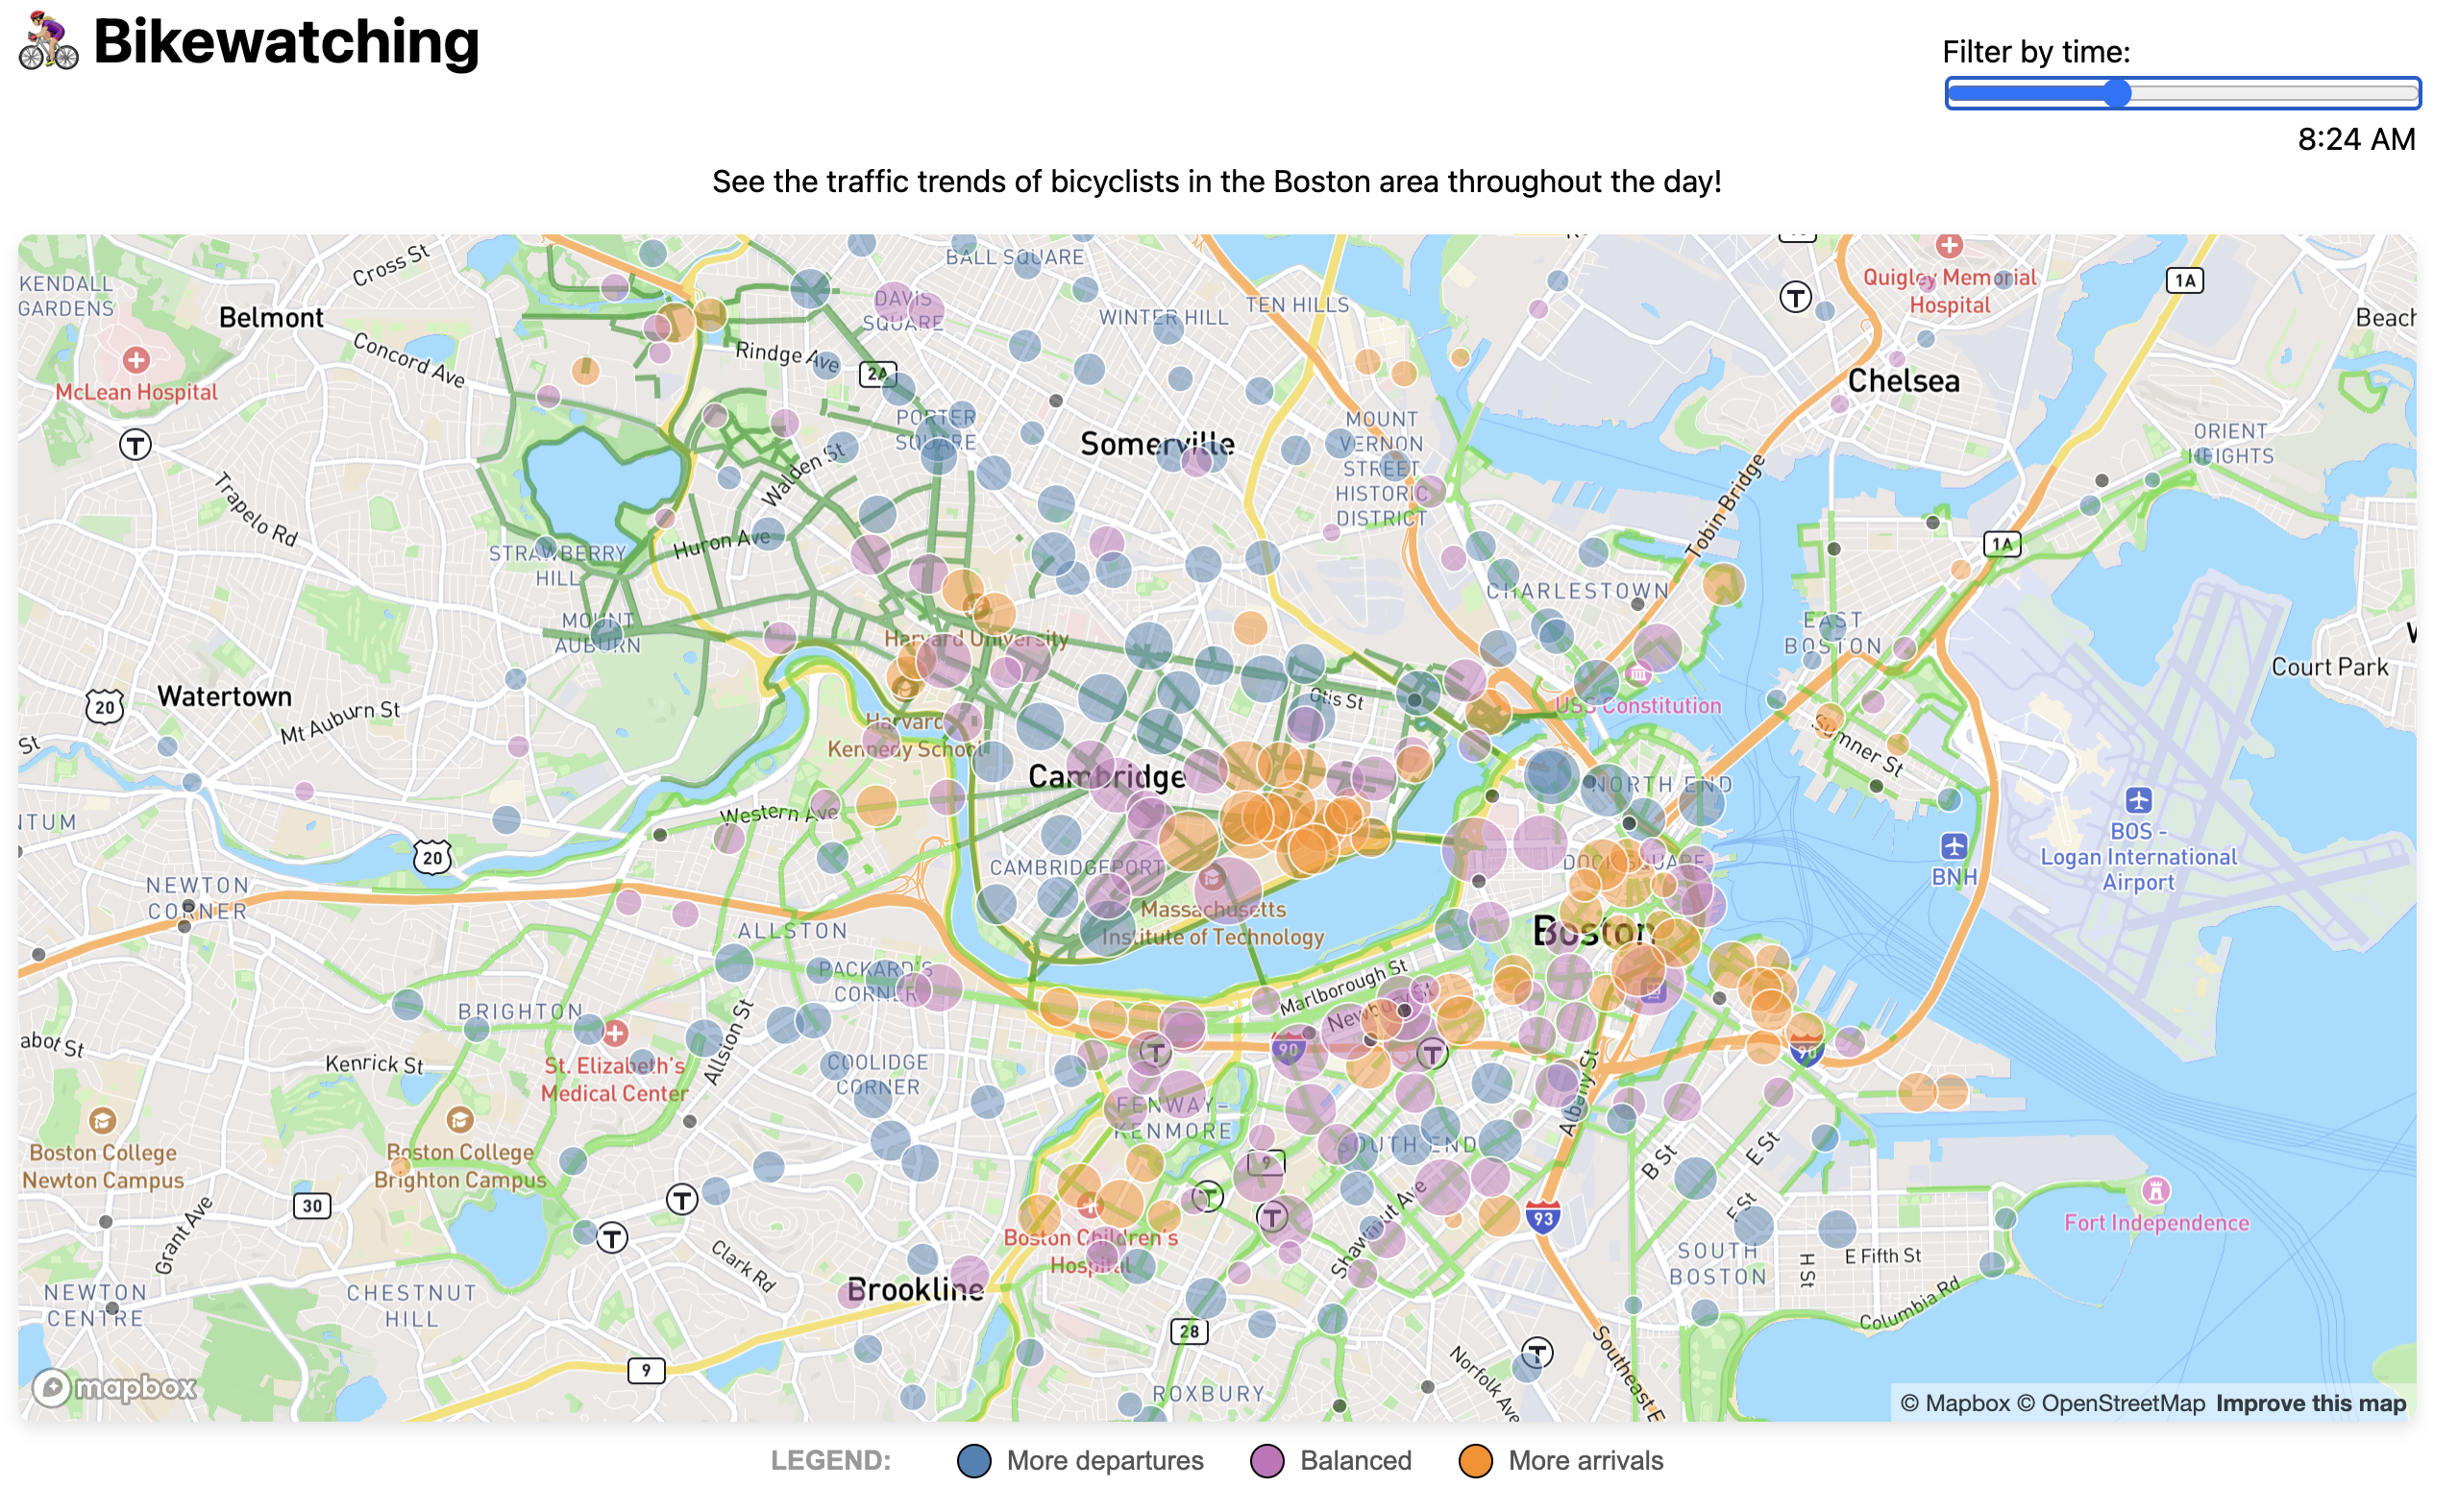 Bikewatching
Filter by time:
8:24 AM
See the traffic trends of bicyclists in the Boston area throughout the day!
KENDALL
GARDENS
Belmont
Cross St
Concord Ave
McLean Hospital
Trapelo Rd
BALL SQUARE
DAVIS
SQUARE
WINTER HILL
TEN HILLS
Rindge Ave
2A
PORTER
SQUARE
Walden St
Somerville
MOUNT
VERNON
STREET
HISTORIC
DISTRICT
Quigley Memorial
Hospital
1A
Beach
Chelsea
ORIENT
HEIGHTS
Tobin Bridge
1A
STRAWBERRY
HILL
Huron Ave
MOUNT
AUBURN
CHARLESTOWN
EAST
BOSTON
Court Park
Harvard University
Watertown
20
Mt Auburn St
St
Otis St
USS Constitution
Harvard
Kennedy School
Cambridge
Sumner St
NORTH END
Western Ave
NTUM
20
CAMBRIDGEPORT
DOCK SQUARE
BNH
BOS -
Logan International
Airport
NEWTON
CORNER
ALLSTON
Massachusetts
Institute of Technology
Boston
PACKARD'S
CORNER
Marlborough St
Newbury St
BRIGHTON
abot St
Kenrick St
St. Elizabeth's
Medical Center
Allston St
COOLIDGE
CORNER
90
90
FENWAY-
KENMORE
Albany St
Boston College
Newton Campus
Boston College
Brighton Campus
SOUTH END
9
B St
E St
F St
30
Grant Ave
Clark Rd
Boston Children's
Hospital
Shawmut Ave
93
SOUTH
BOSTON
H St
E Fifth St
Fort Independence
Columbia Rd
NEWTON
CENTRE
CHESTNUT
HILL
Brookline
28
9
Norfolk Ave
Southeast E
ROXBURY
mapbox
© Mapbox © OpenStreetMap Improve this map
LEGEND: More departures Balanced More arrivals